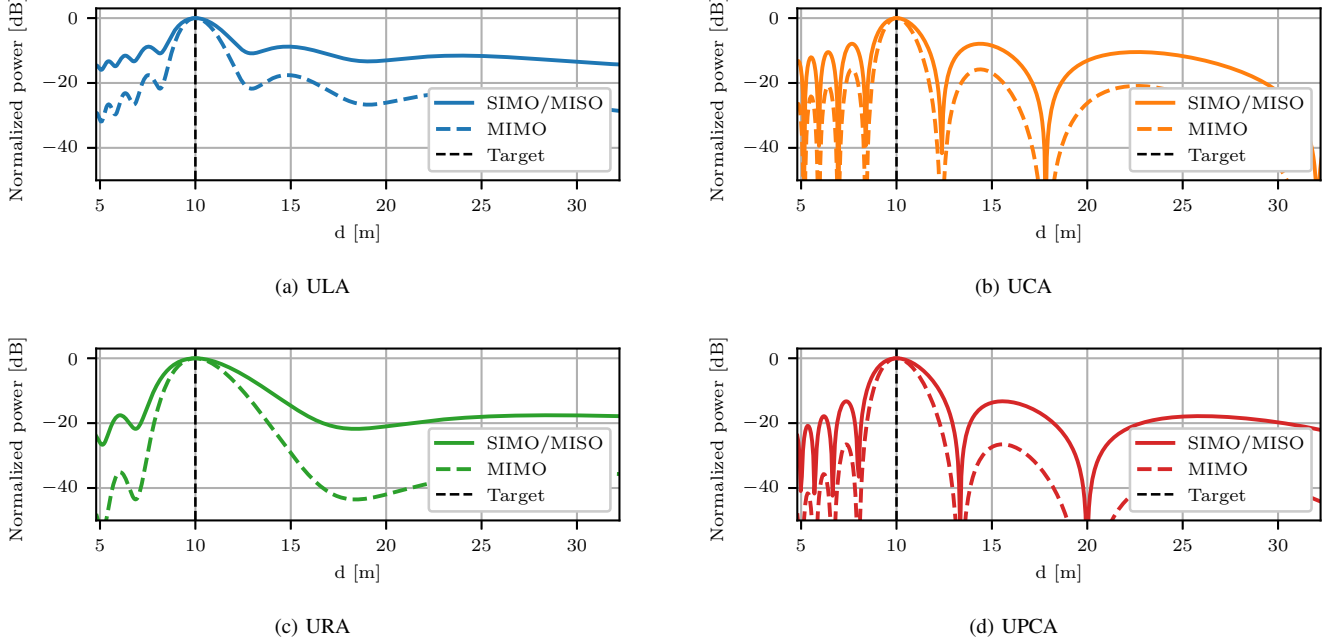 Normalized power [dB]
0
−20
−40
SIMO/MISO
MIMO
Target
5 10 15 20 25 30
d [m]
(a) ULA
Normalized power [dB]
0
−20
−40
SIMO/MISO
MIMO
Target
5 10 15 20 25 30
d [m]
(b) UCA
Normalized power [dB]
0
−20
−40
SIMO/MISO
MIMO
Target
5 10 15 20 25 30
d [m]
(c) URA
Normalized power [dB]
0
−20
−40
SIMO/MISO
MIMO
Target
5 10 15 20 25 30
d [m]
(d) UPCA